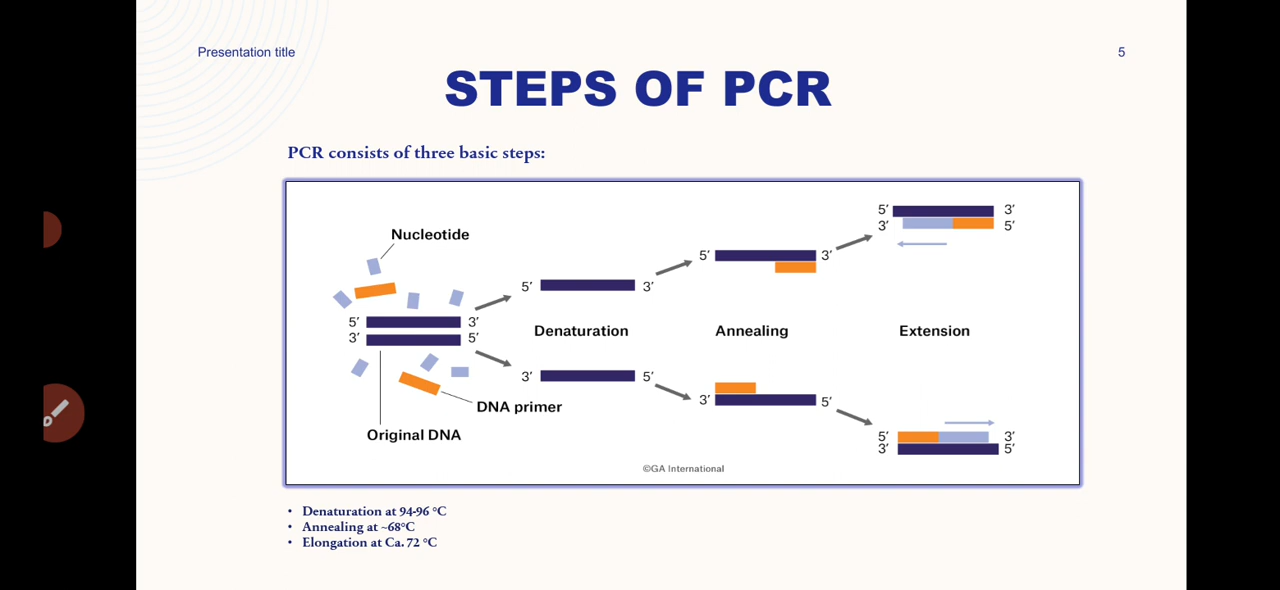 Presentation title
5
STEPS OF PCR
PCR consists of three basic steps:
Nucleotide
5′ 3′
3′ 5′
DNA primer
Original DNA
5′ 3′
3′ 5′
Denaturation
5′ 3′
3′ 5′
Annealing
5′ 3′
3′ 5′
Extension
5′ 3′
3′ 5′
©GA International
• Denaturation at 94-96 °C
• Annealing at ~68°C
• Elongation at Ca. 72 °C